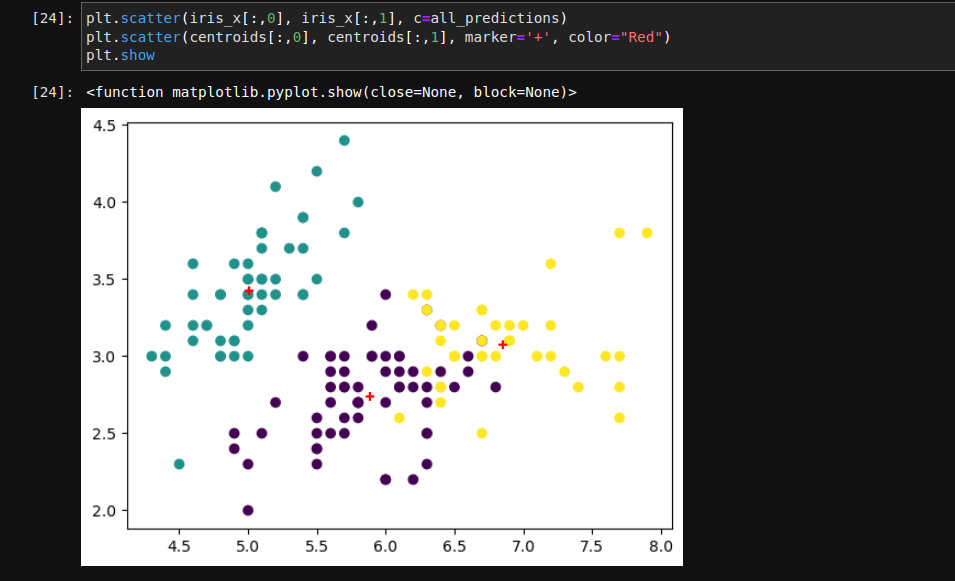 [24]: plt.scatter(iris_x[:,0], iris_x[:,1], c=all_predictions)
plt.scatter(centroids[:,0], centroids[:,1], marker='+', color="Red")
plt.show
[24]: <function matplotlib.pyplot.show(close=None, block=None)>
4.5
4.0
3.5
3.0
2.5
2.0
4.5 5.0 5.5 6.0 6.5 7.0 7.5 8.0